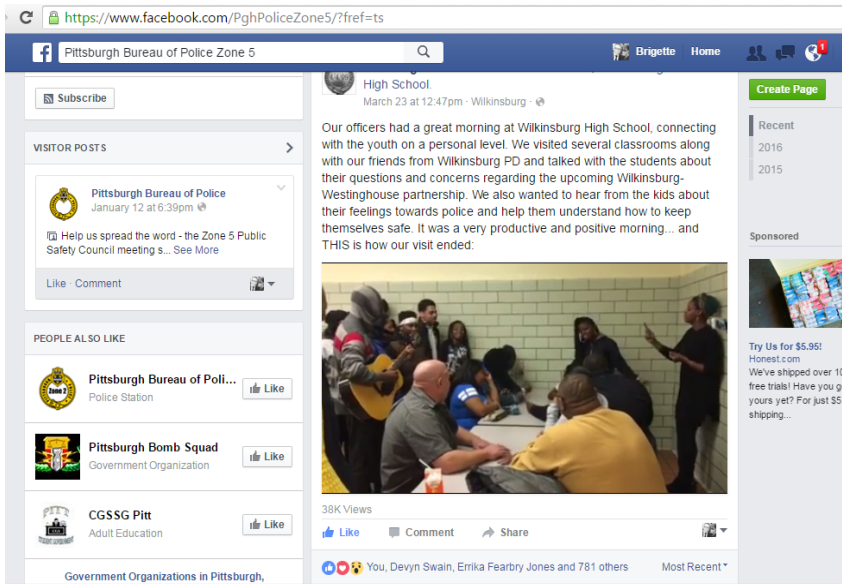 https://www.facebook.com/PghPoliceZone5/?fref=ts
Pittsburgh Bureau of Police Zone 5
Brigette Home
1
Subscribe
VISITOR POSTS
Pittsburgh Bureau of Police
January 12 at 6:39pm
Help us spread the word - the Zone 5 Public
Safety Council meeting s... See More
Like · Comment
PEOPLE ALSO LIKE
Zone 2
Pittsburgh Bureau of Poli...
Police Station
Like
Pittsburgh Bomb Squad
Government Organization
Like
PITT
CGSSG Pitt
Adult Education
Like
Government Organizations in Pittsburgh,
High School.
March 23 at 12:47pm · Wilkinsburg ·
Our officers had a great morning at Wilkinsburg High School, connecting
with the youth on a personal level. We visited several classrooms along
with our friends from Wilkinsburg PD and talked with the students about
their questions and concerns regarding the upcoming Wilkinsburg-
Westinghouse partnership. We also wanted to hear from the kids about
their feelings towards police and help them understand how to keep
themselves safe. It was a very productive and positive morning... and
THIS is how our visit ended:
38K Views
Like Comment Share
You, Devyn Swain, Errika Fearbry Jones and 781 others
Most Recent
Create Page
Recent
2016
2015
Sponsored
Try Us for $5.95!
Honest.com
We've shipped over 10
free trials! Have you g
yours yet? For just $5
shipping...